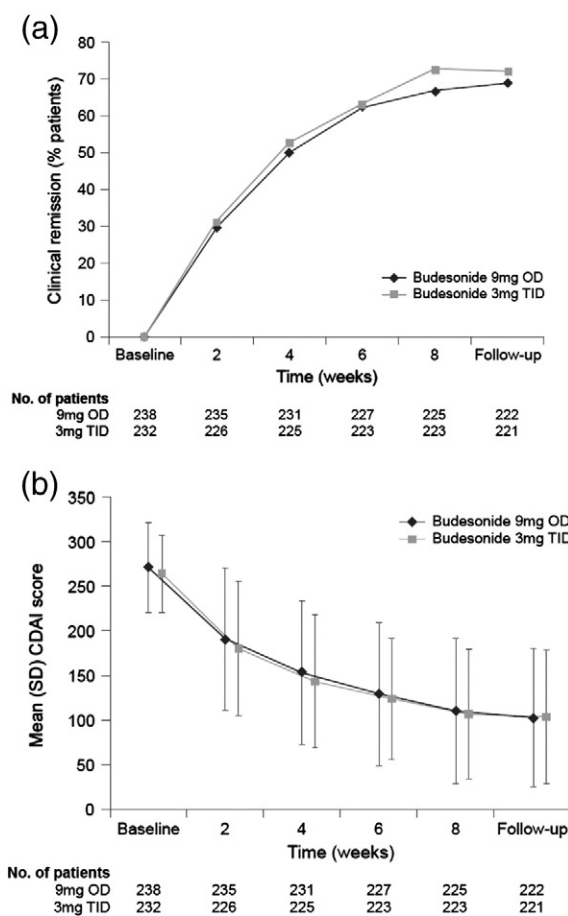 (a)
80
70
60
50
40
30
20
10
0
Clinical remission (% patients)
Budesonide 9mg OD
Budesonide 3mg TID
Baseline 2 4 6 8 Follow-up
Time (weeks)
No. of patients
9mg OD 238 235 231 227 225 222
3mg TID 232 226 225 223 223 221
(b)
350
300
250
200
150
100
50
0
Mean (SD) CDAI score
Budesonide 9mg OD
Budesonide 3mg TID
Baseline 2 4 6 8 Follow-up
Time (weeks)
No. of patients
9mg OD 238 235 231 227 225 222
3mg TID 232 226 225 223 223 221